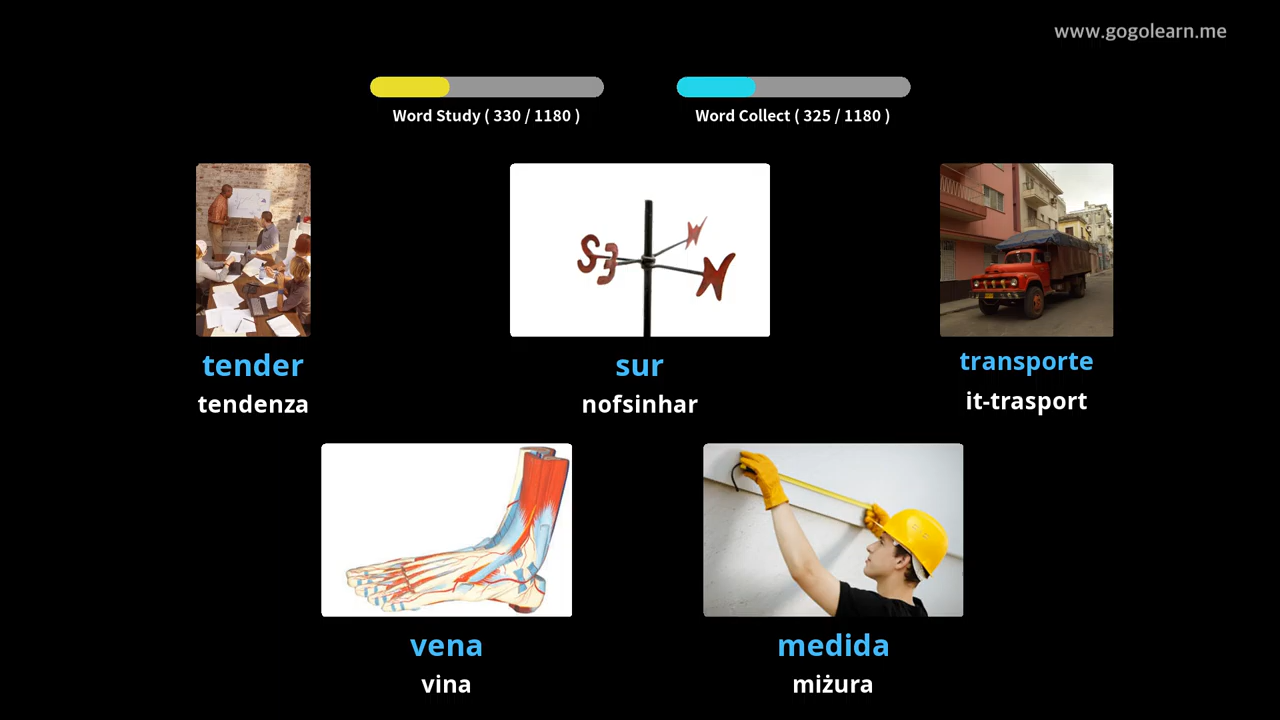 www.gogolearn.me
Word Study ( 330 / 1180 )
Word Collect ( 325 / 1180 )
S E N W
tender
sur
transporte
tendenza
nofsinhar
it-trasport
vena
medida
vina
miżura